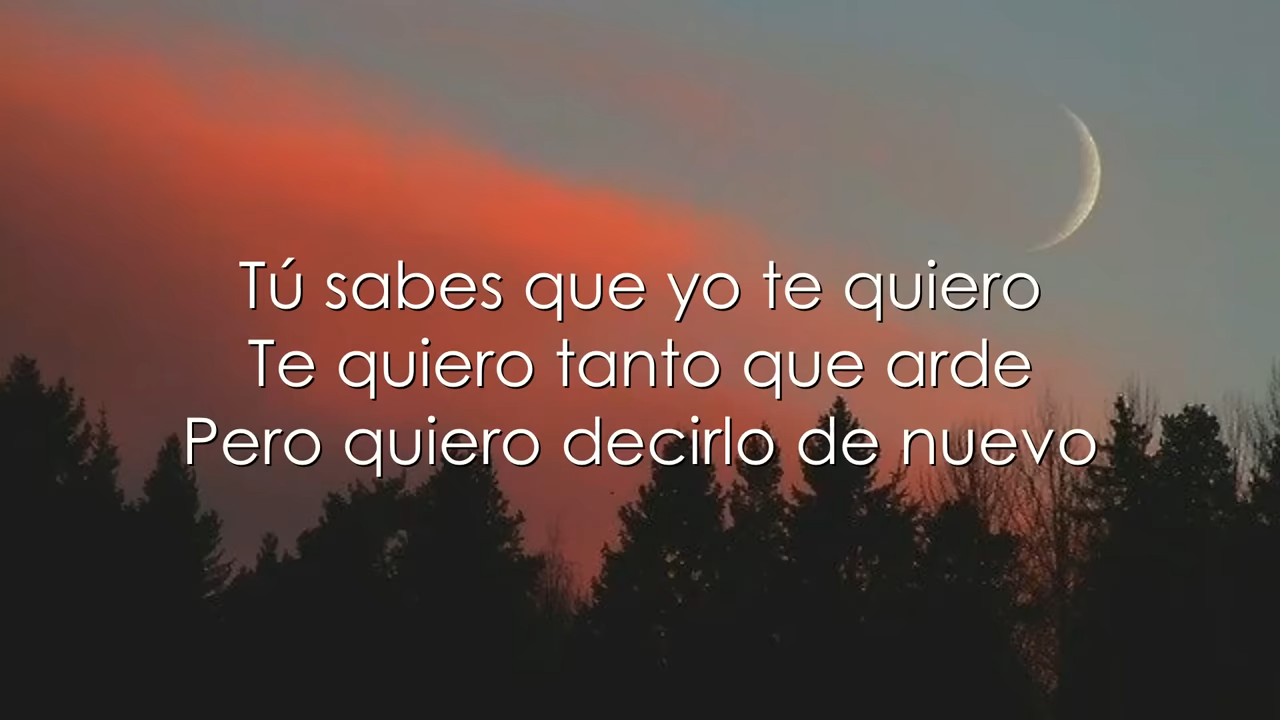 Tú sabes que yo te quiero
Te quiero tanto que arde
Pero quiero decirlo de nuevo